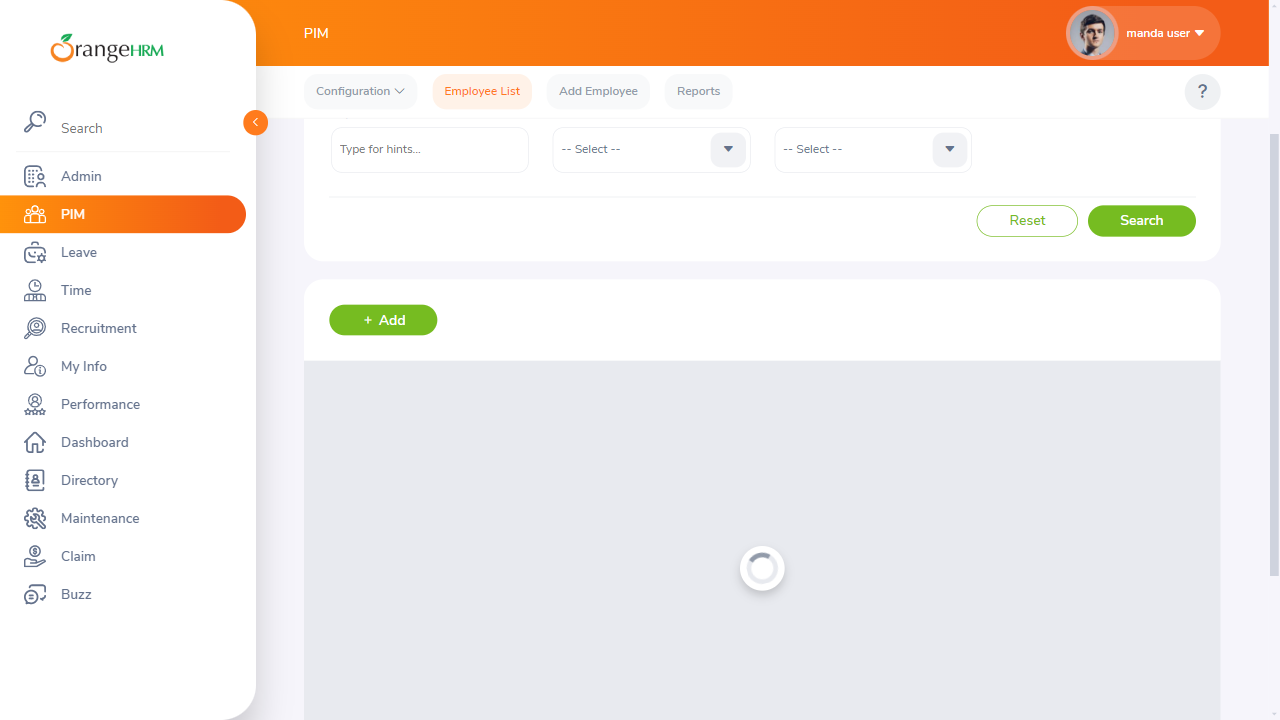 OrangeHRM
PIM
manda user
Configuration
Employee List
Add Employee
Reports
?
Search
Admin
PIM
Leave
Time
Recruitment
My Info
Performance
Dashboard
Directory
Maintenance
Claim
Buzz
Type for hints...
-- Select --
-- Select --
Reset
Search
+ Add